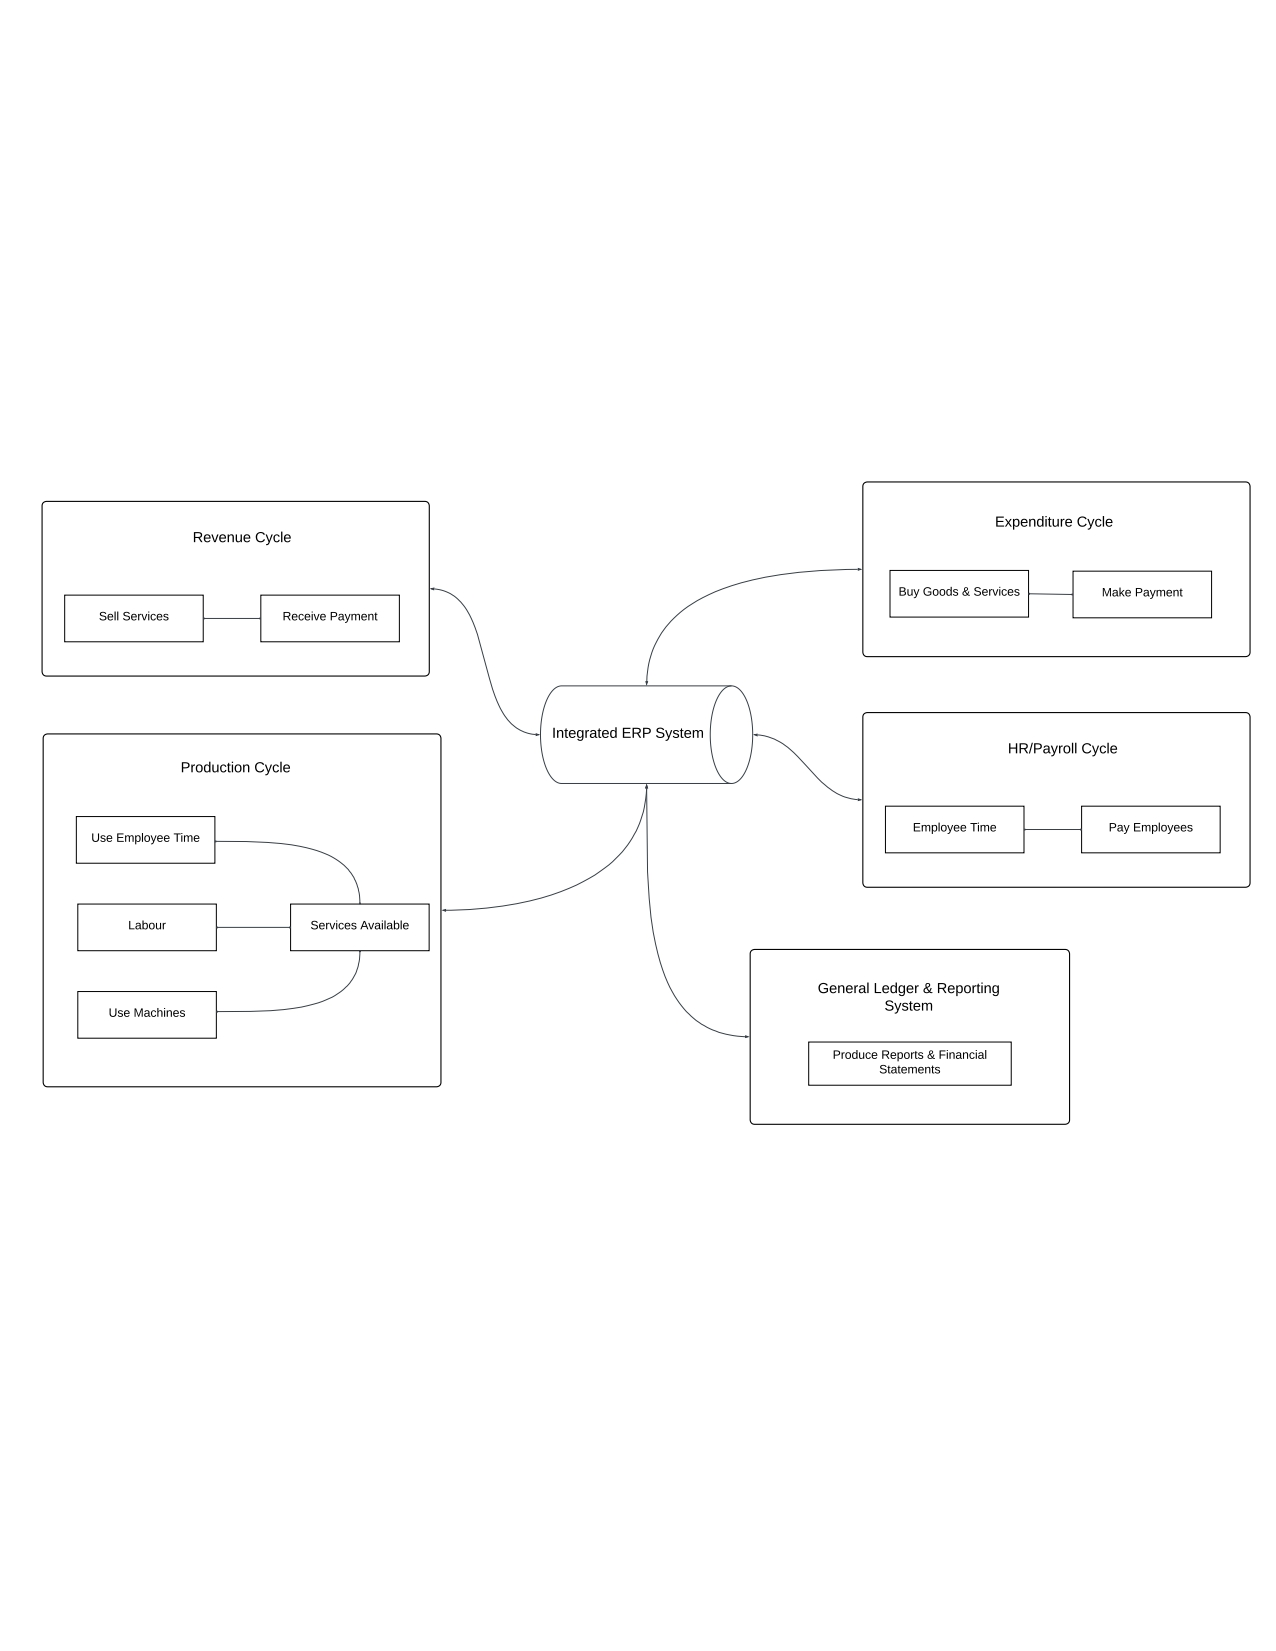 Revenue Cycle
Sell Services
Receive Payment
Production Cycle
Use Employee Time
Labour
Services Available
Use Machines
Integrated ERP System
Expenditure Cycle
Buy Goods & Services
Make Payment
HR/Payroll Cycle
Employee Time
Pay Employees
General Ledger & Reporting
System
Produce Reports & Financial
Statements